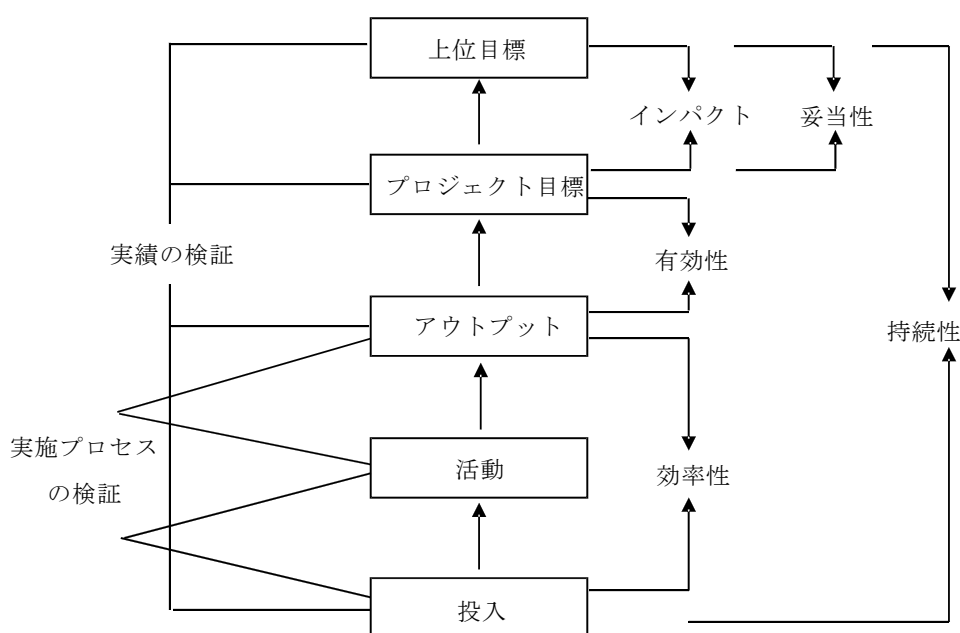 上位目標
インパクト
妥当性
プロジェクト目標
実績の検証
有効性
アウトプット
持続性
実施プロセス
の検証
活動
効率性
投入